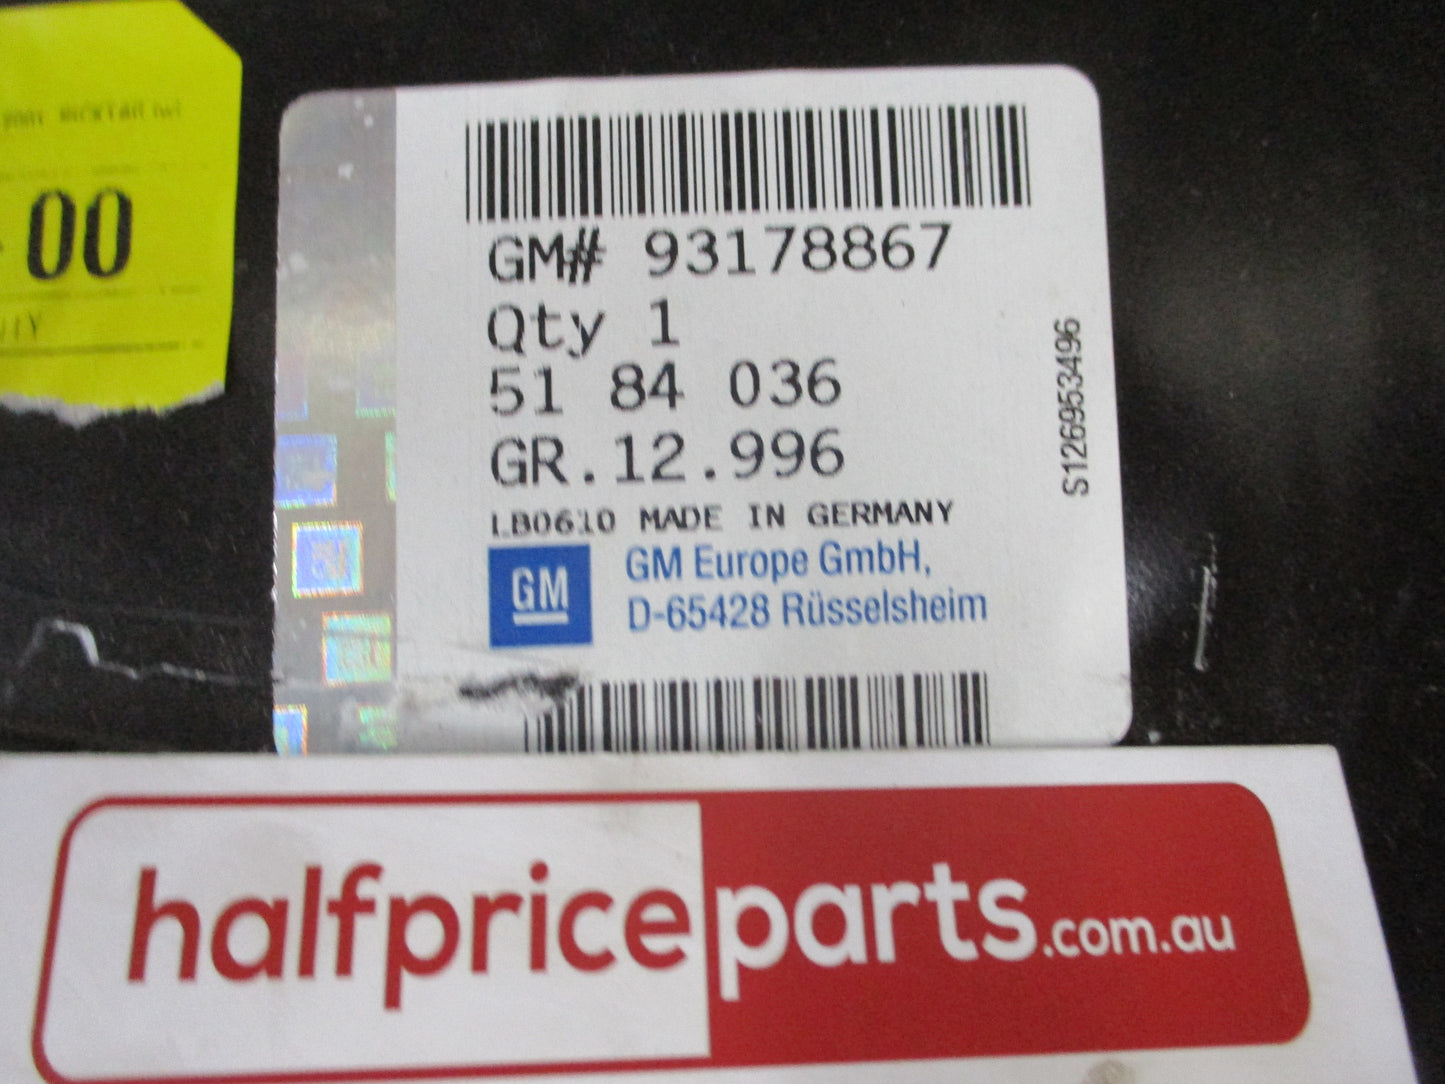 00
GM# 93178867
Qty 1
51 84 036
GR.12.996
LB0610 MADE IN GERMANY
GM
GM Europe GmbH,
D-65428 Rüsselsheim
S126953496
halfpriceparts.com.au